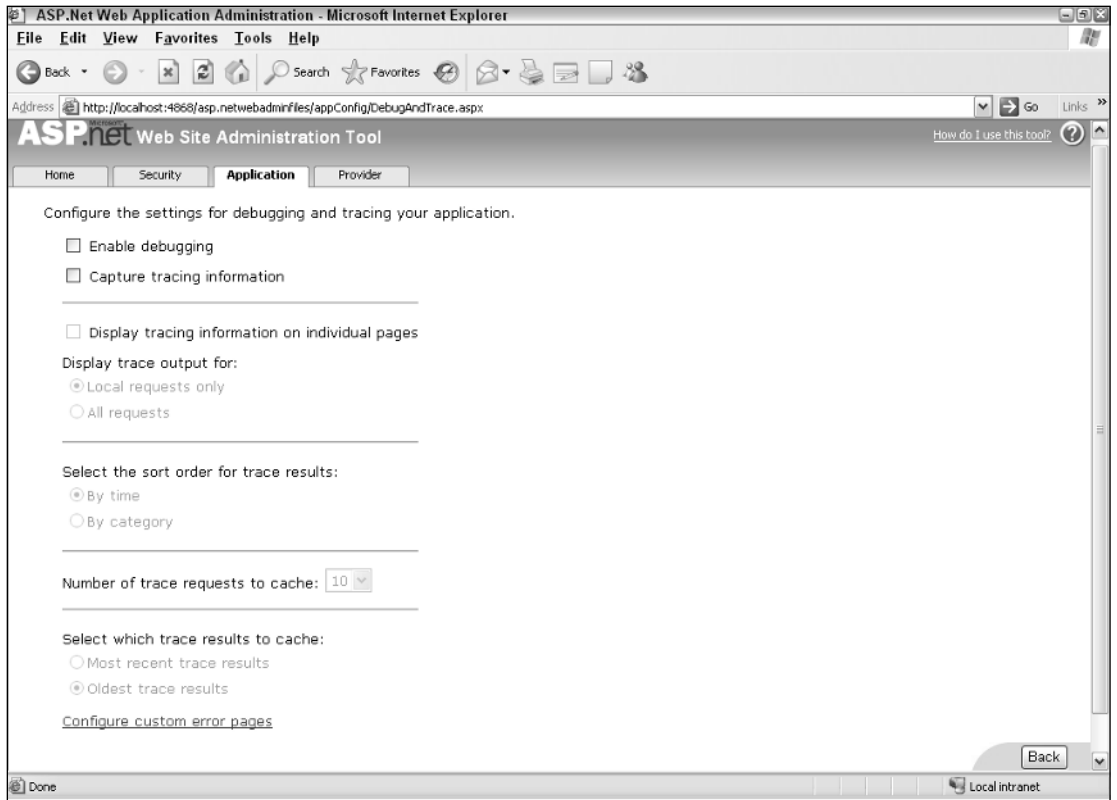 ASP.Net Web Application Administration - Microsoft Internet Explorer
File Edit View Favorites Tools Help
Back Search Favorites
Address http://localhost:4868/asp.netwebadminfiles/appConfig/DebugAndTrace.aspx Go Links »
Microsoft
ASP.net Web Site Administration Tool How do I use this tool? ?
Home Security Application Provider
Configure the settings for debugging and tracing your application.
Enable debugging
Capture tracing information
Display tracing information on individual pages
Display trace output for:
Local requests only
All requests
Select the sort order for trace results:
By time
By category
Number of trace requests to cache: 10
Select which trace results to cache:
Most recent trace results
Oldest trace results
Configure custom error pages
Back
Done Local intranet